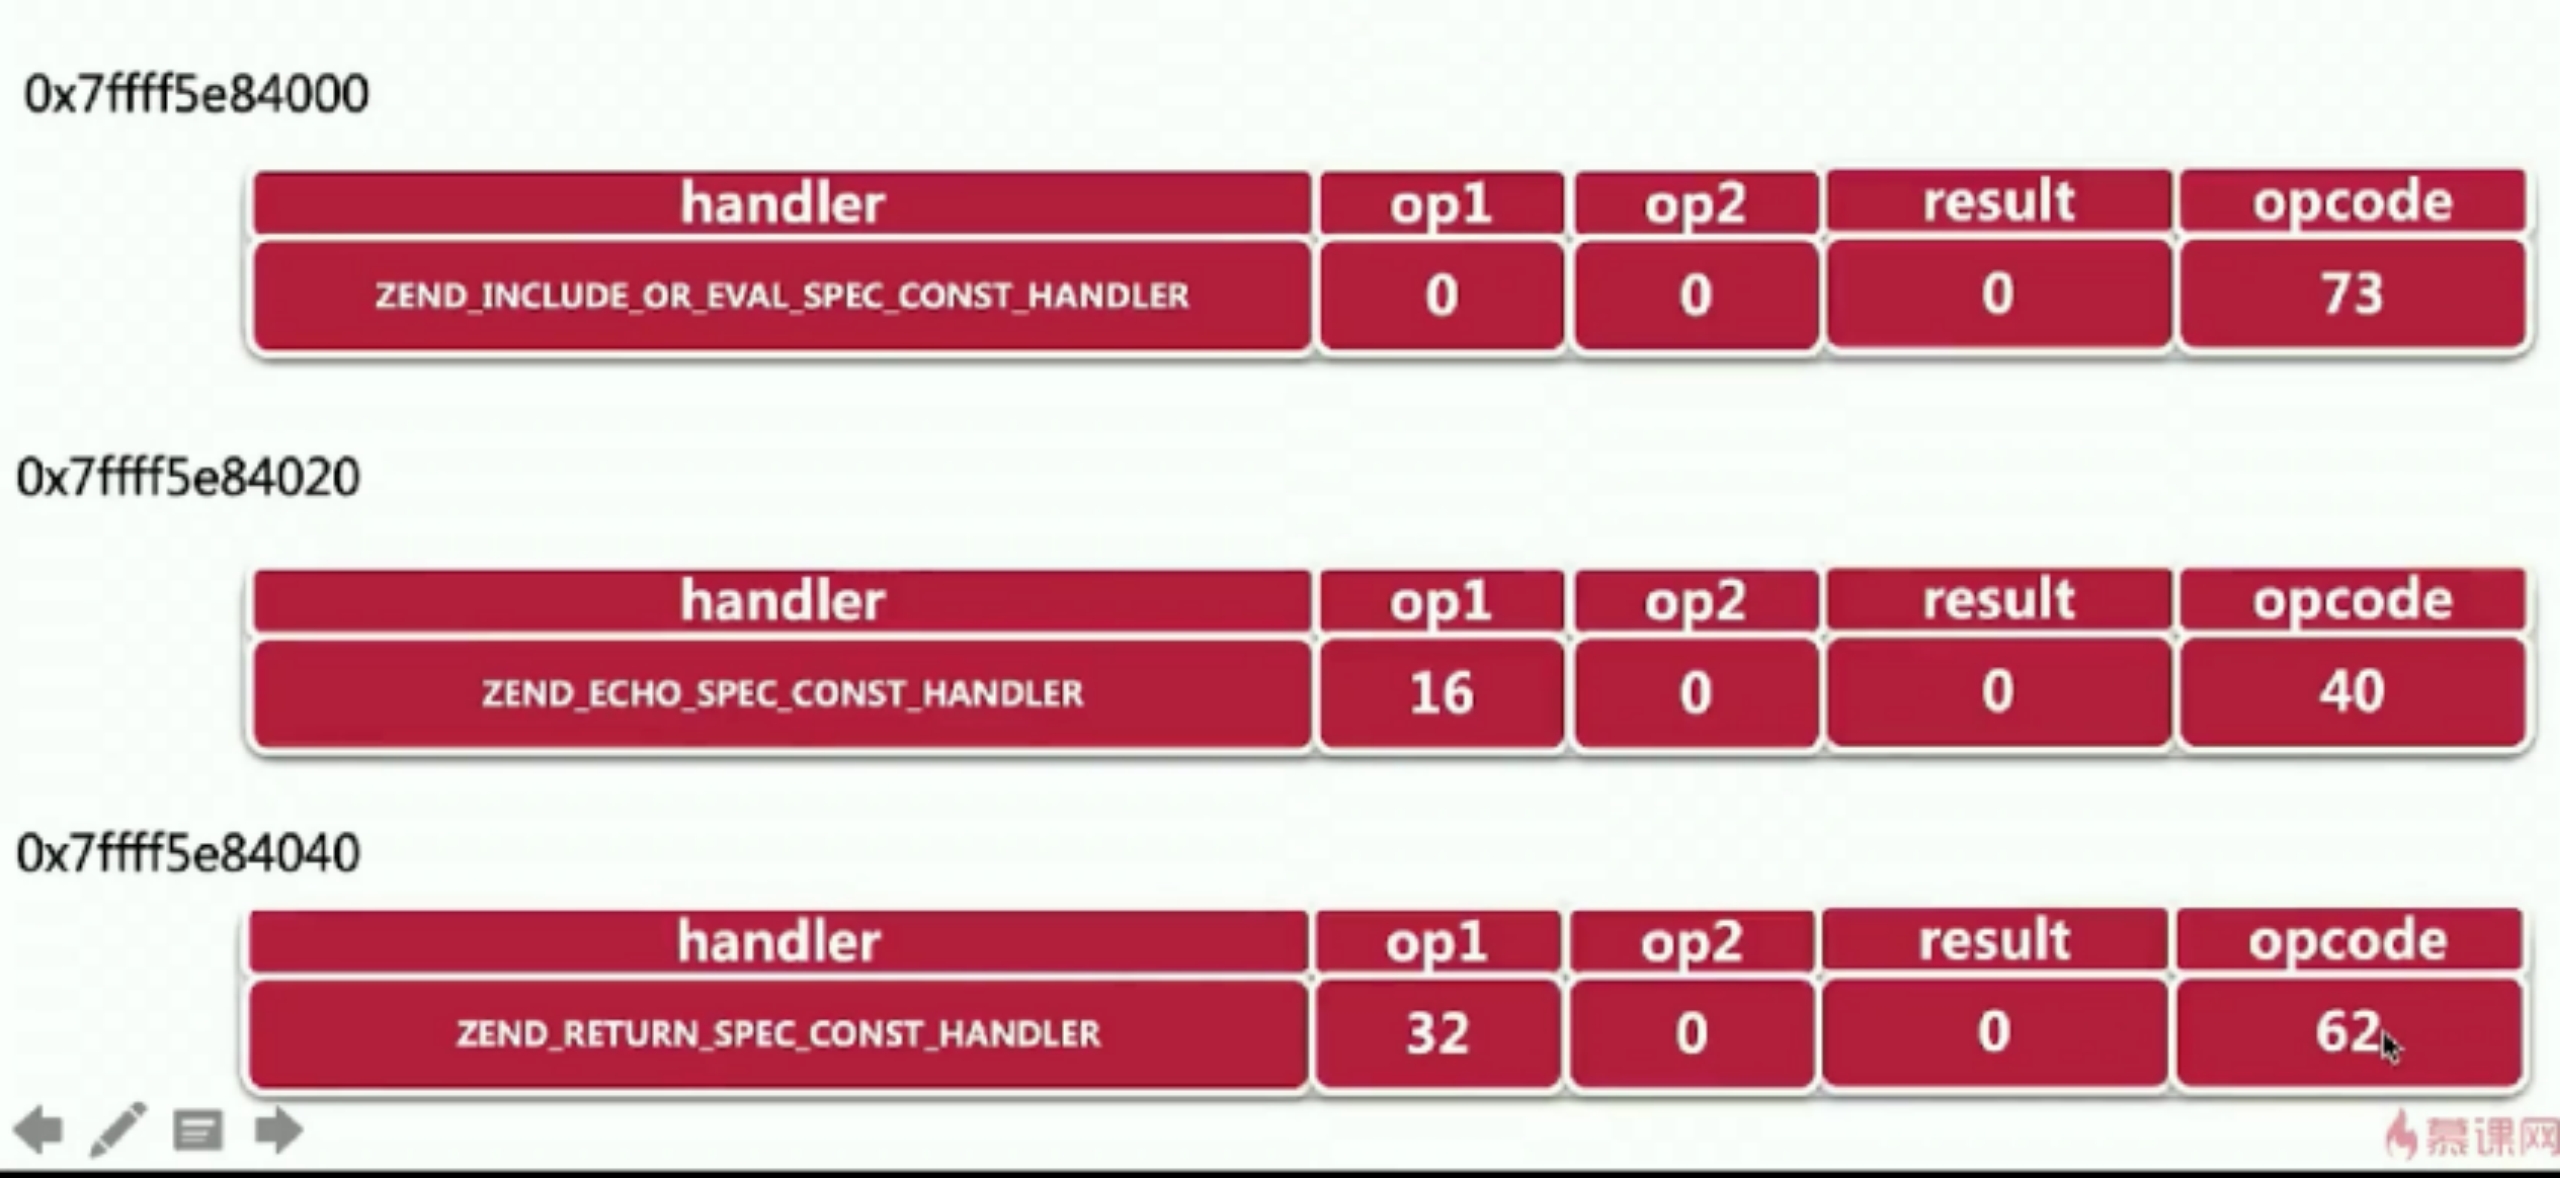 0x7ffff5e84000
handler op1 op2 result opcode
ZEND_INCLUDE_OR_EVAL_SPEC_CONST_HANDLER 0 0 0 73
0x7ffff5e84020
handler op1 op2 result opcode
ZEND_ECHO_SPEC_CONST_HANDLER 16 0 0 40
0x7ffff5e84040
handler op1 op2 result opcode
ZEND_RETURN_SPEC_CONST_HANDLER 32 0 0 62
慕课网